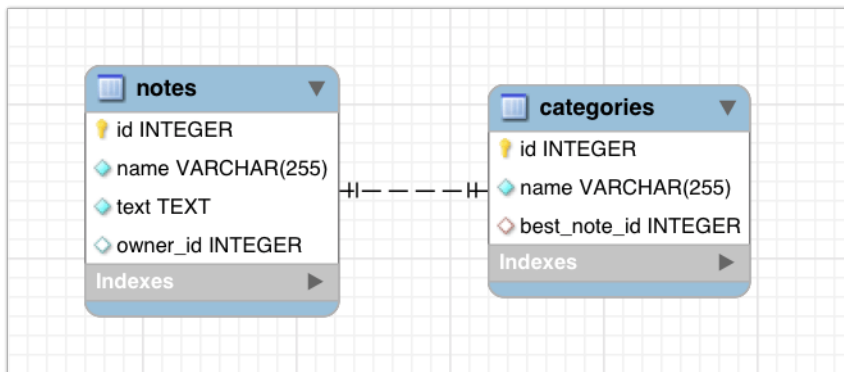 notes
id INTEGER
name VARCHAR(255)
text TEXT
owner_id INTEGER
Indexes
categories
id INTEGER
name VARCHAR(255)
best_note_id INTEGER
Indexes